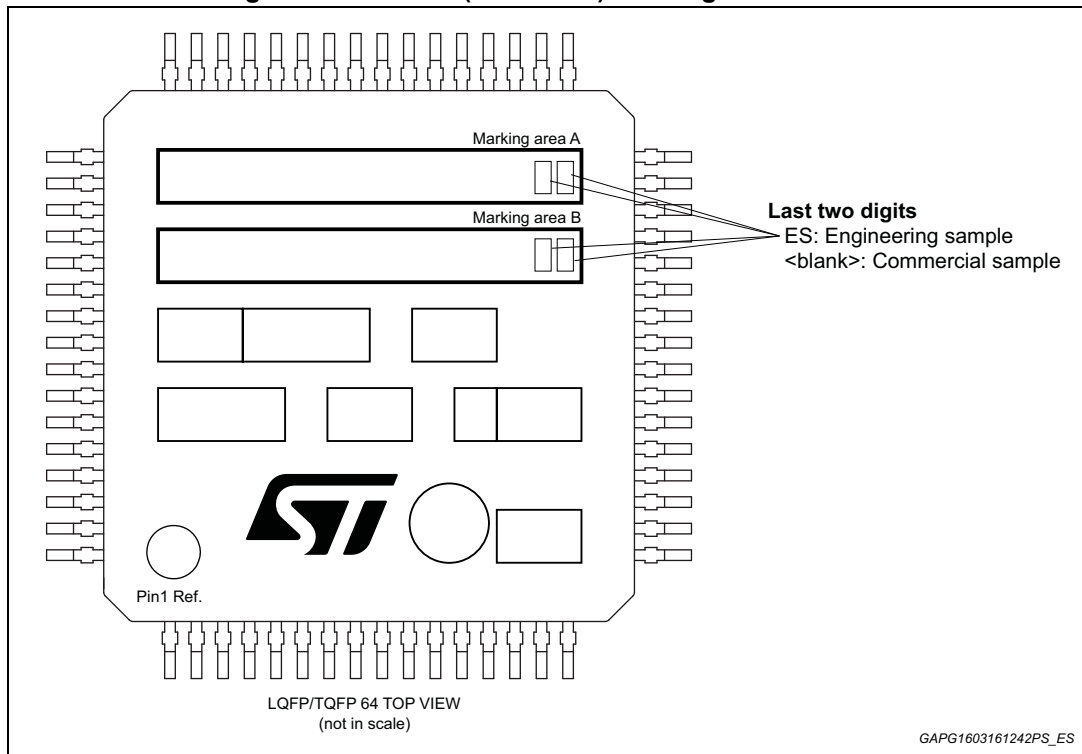 Marking area A
Marking area B
Last two digits
ES: Engineering sample
<blank>: Commercial sample
ST
Pin1 Ref.
LQFP/TQFP 64 TOP VIEW
(not in scale)
GAPG1603161242PS_ES